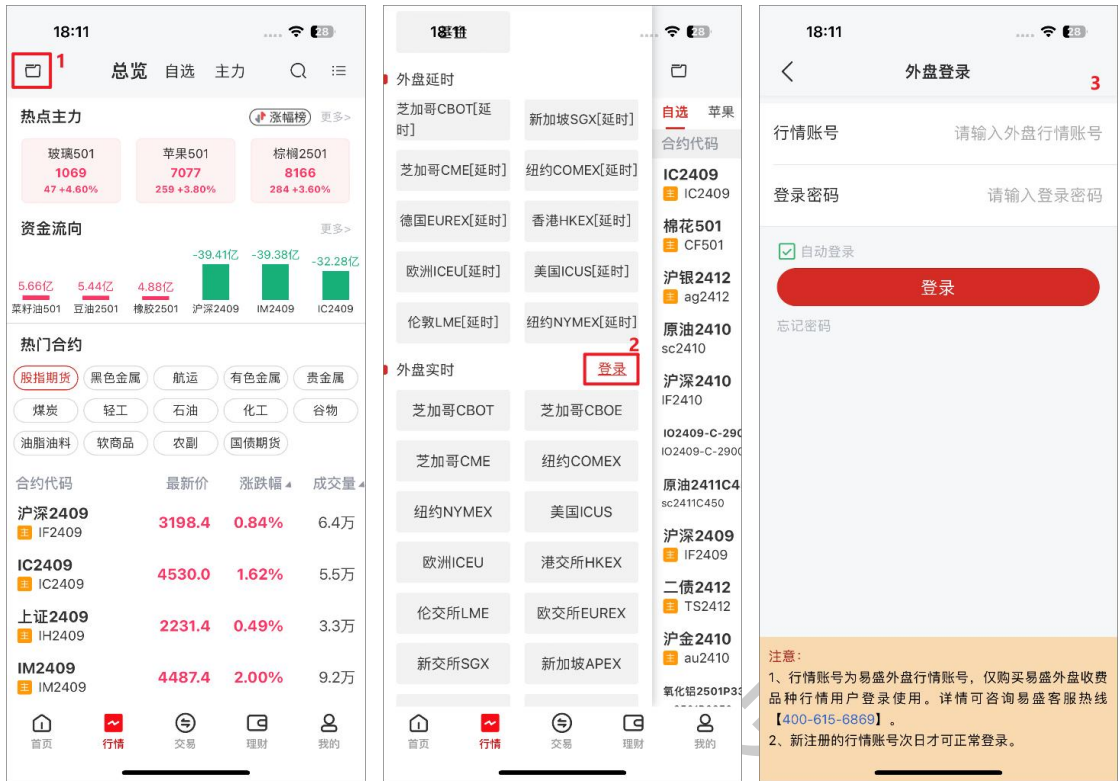 18:11
28
1
总览 自选 主力
热点主力
涨幅榜 更多>
玻璃501 苹果501 棕榈2501
1069 7077 8166
47 +4.60% 259 +3.80% 284 +3.60%
资金流向 更多>
5.66亿 5.44亿 4.88亿 -39.41亿 -39.38亿 -32.28亿
菜籽油501 豆油2501 橡胶2501 沪深2409 IM2409 IC2409
热门合约
股指期货 黑色金属 航运 有色金属 贵金属
煤炭 轻工 石油 化工 谷物
油脂油料 软商品 农副 国债期货
合约代码 最新价 涨跌幅 成交量
沪深2409
主 IF2409
3198.4 0.84% 6.4万
IC2409
主 IC2409
4530.0 1.62% 5.5万
上证2409
主 IH2409
2231.4 0.49% 3.3万
IM2409
主 IM2409
4487.4 2.00% 9.2万
首页 行情 交易 理财 我的
18:11
28
外盘延时
芝加哥CBOT[延时] 新加坡SGX[延时]
芝加哥CME[延时] 纽约COMEX[延时]
德国EUREX[延时] 香港HKEX[延时]
欧洲ICEU[延时] 美国ICUS[延时]
伦敦LME[延时] 纽约NYMEX[延时]
2
外盘实时 登录
芝加哥CBOT 芝加哥CBOE
芝加哥CME 纽约COMEX
纽约NYMEX 美国ICUS
欧洲ICEU 港交所HKEX
伦交所LME 欧交所EUREX
新交所SGX 新加坡APEX
自选 苹果
合约代码
IC2409
主 IC2409
棉花501
主 CF501
沪银2412
主 ag2412
原油2410
sc2410
沪深2410
IF2410
IO2409-C-290
IO2409-C-2900
原油2411C4
sc2411C450
沪深2409
主 IF2409
二债2412
主 TS2412
沪金2410
主 au2410
氧化铝2501P33
首页 行情 交易 理财 我的
18:11
28
外盘登录
3
行情账号 请输入外盘行情账号
登录密码 请输入登录密码
自动登录
登录
忘记密码
注意：
1、行情账号为易盛外盘行情账号，仅购买易盛外盘收费
品种行情用户登录使用。详情可咨询易盛客服热线
【400-615-6869】。
2、新注册的行情账号次日才可正常登录。